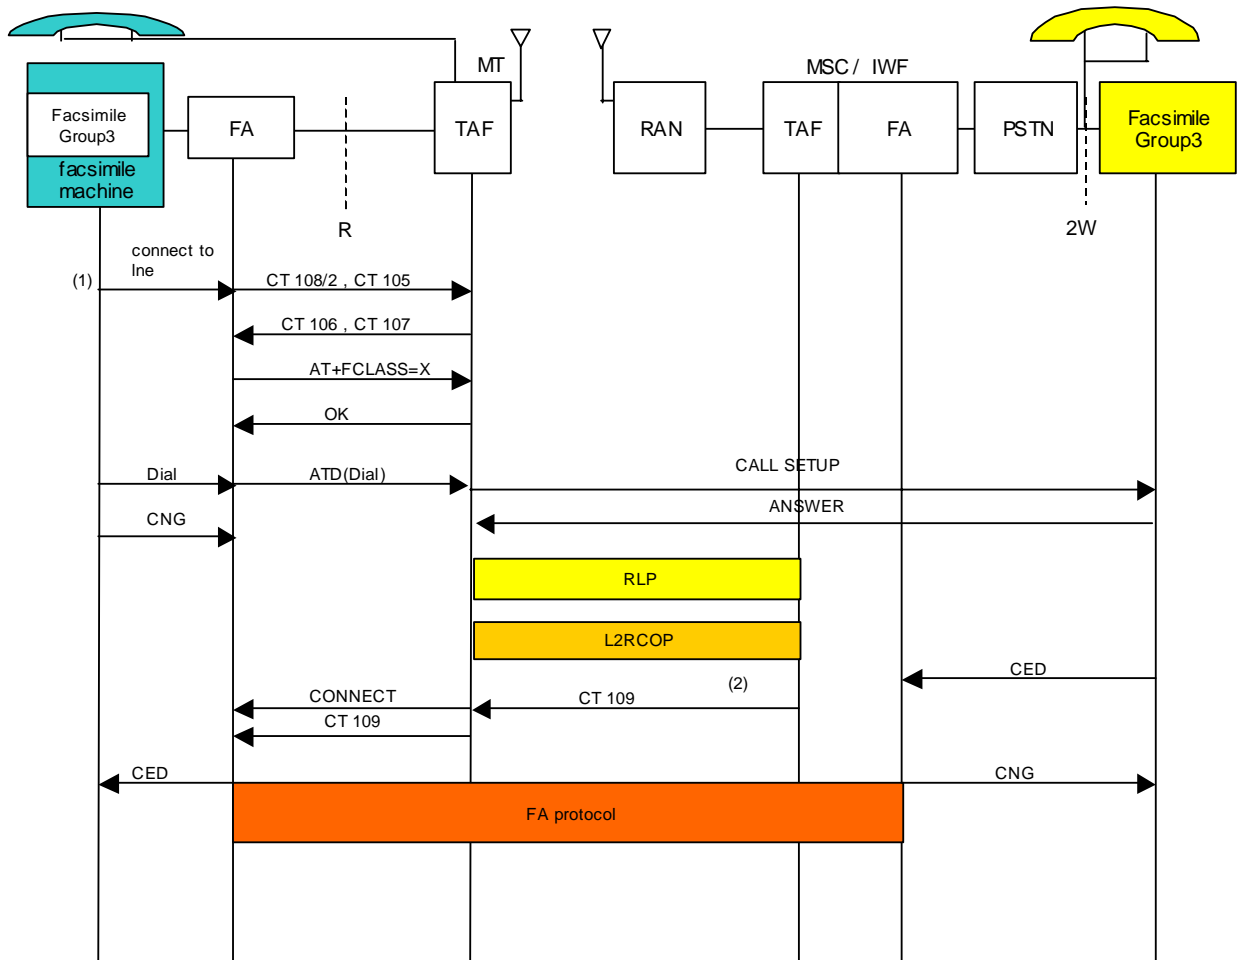 MT
MSC / IWF
Facsimile
Group3
facsimile
machine
FA
TAF
RAN
TAF
FA
PSTN
Facsimile
Group3
R
2W
connect to
lne
(1)
CT 108/2 , CT 105
CT 106 , CT 107
AT+FCLASS=X
OK
Dial
ATD(Dial)
CALL SETUP
CNG
ANSWER
RLP
L2RCOP
CED
(2)
CONNECT
CT 109
CT 109
CED
CNG
FA protocol